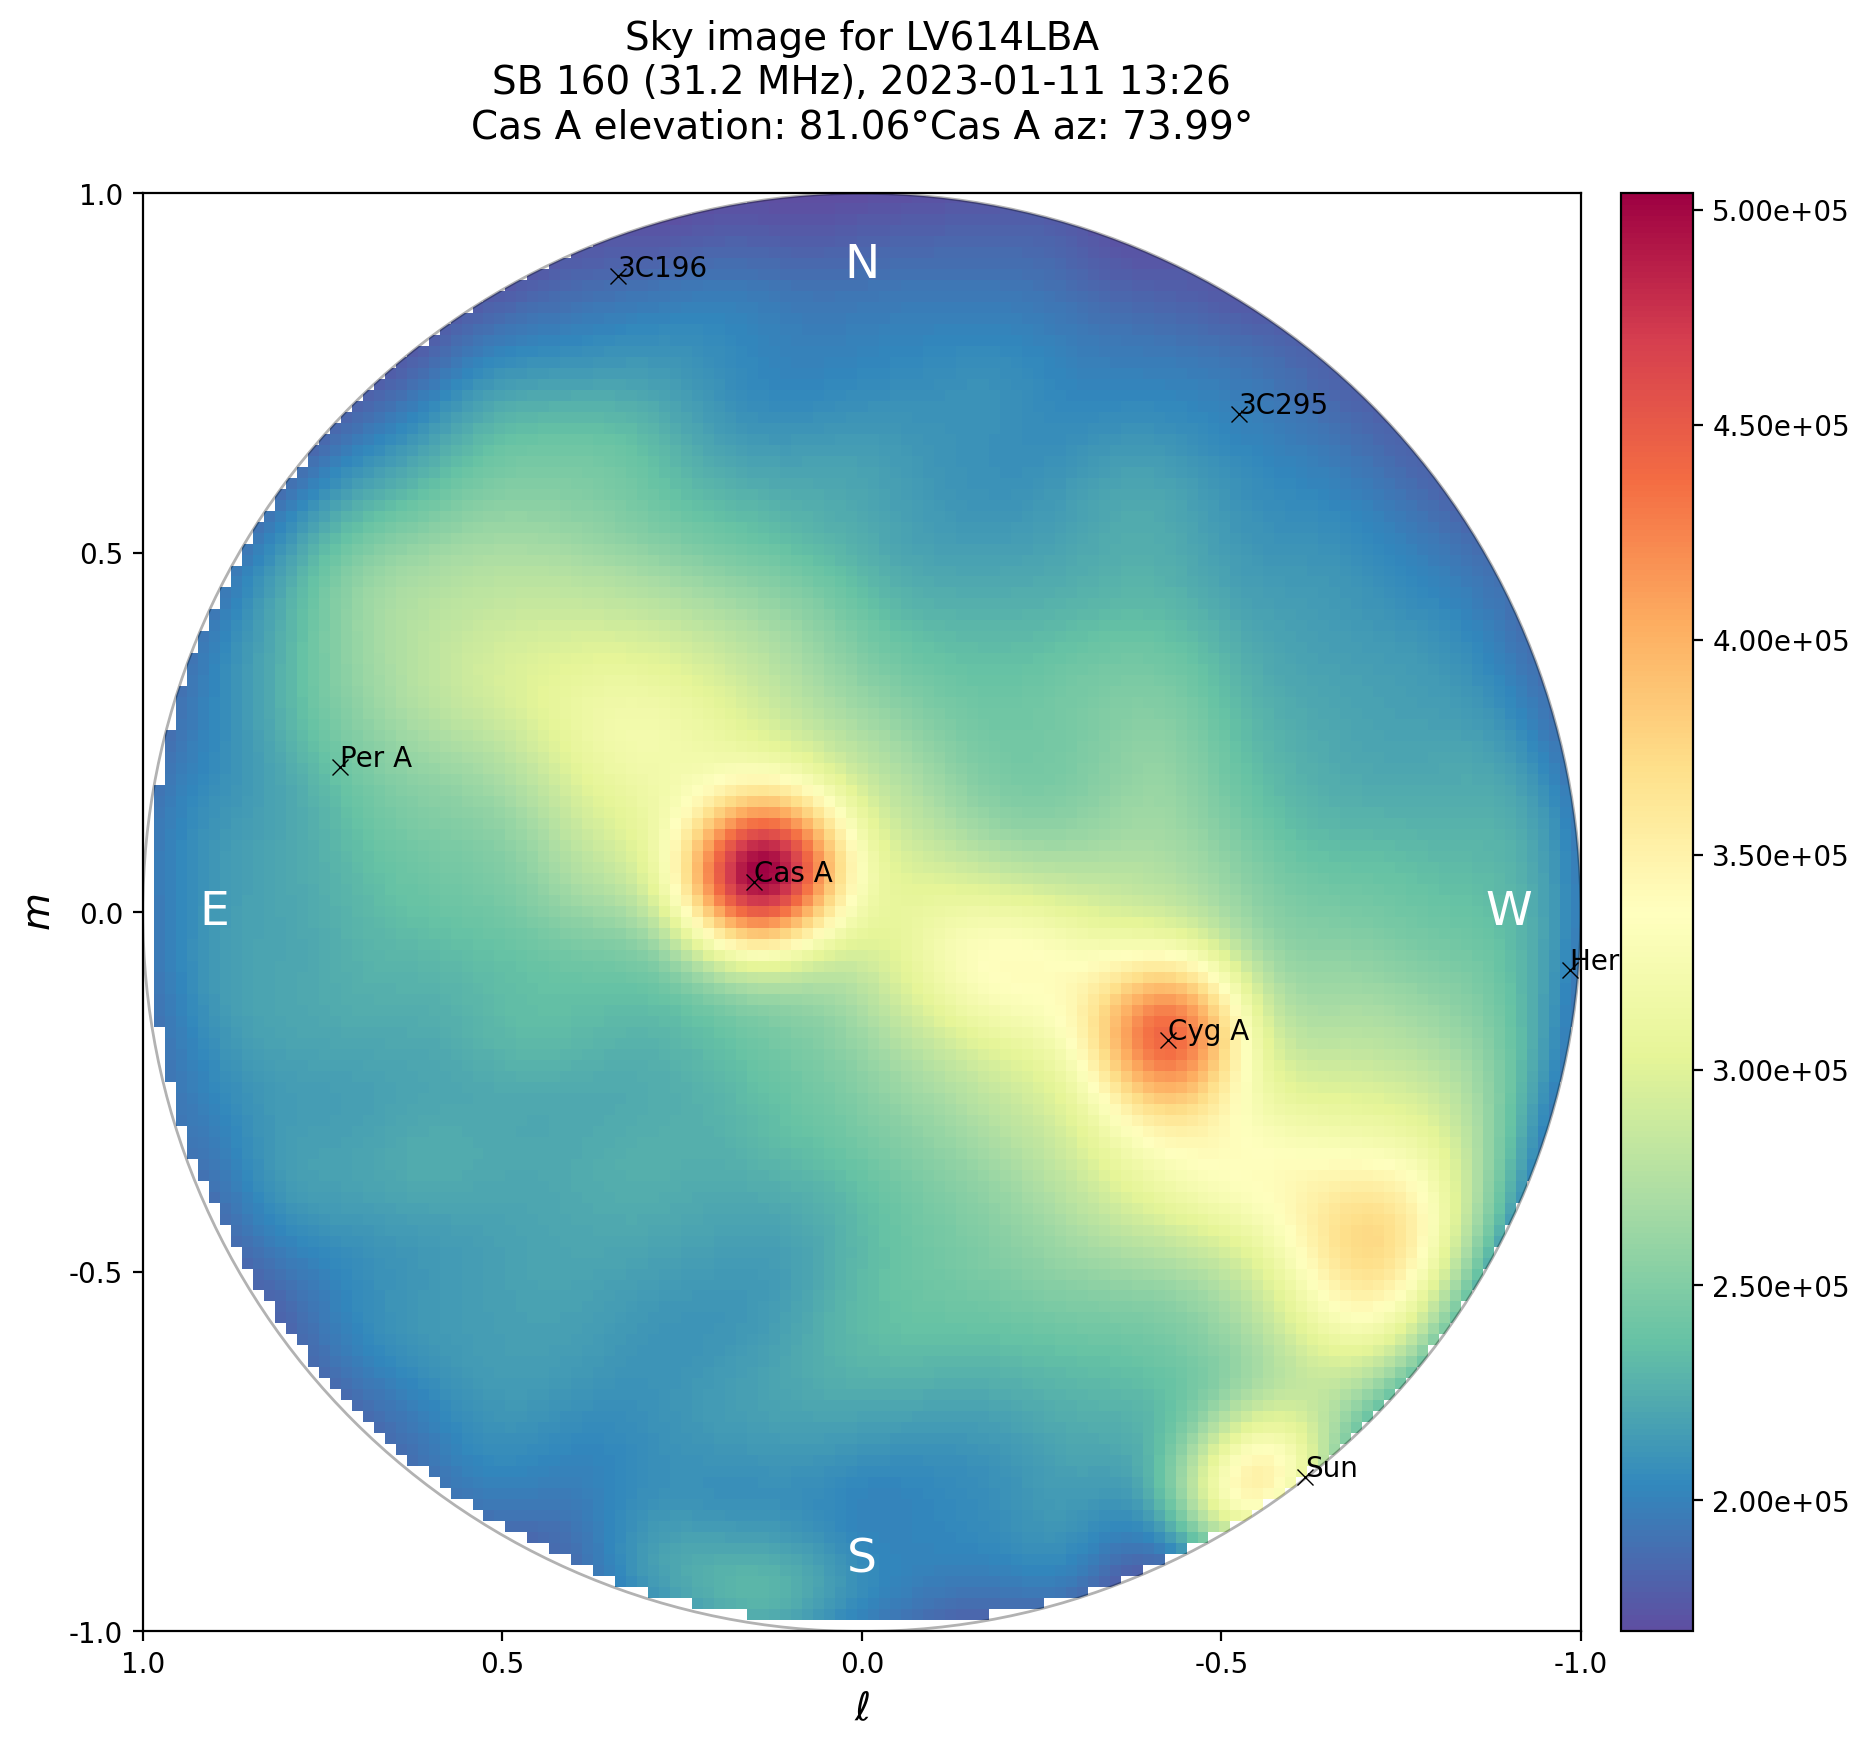 Sky image for LV614LBA
SB 160 (31.2 MHz), 2023-01-11 13:26
Cas A elevation: 81.06°Cas A az: 73.99°
1.0
0.5
0.0
-0.5
-1.0
m
N
3C196
3C295
Per A
Cas A
E
W
Her
Cyg A
Sun
S
1.0 0.5 0.0 -0.5 -1.0
ℓ
5.00e+05
4.50e+05
4.00e+05
3.50e+05
3.00e+05
2.50e+05
2.00e+05